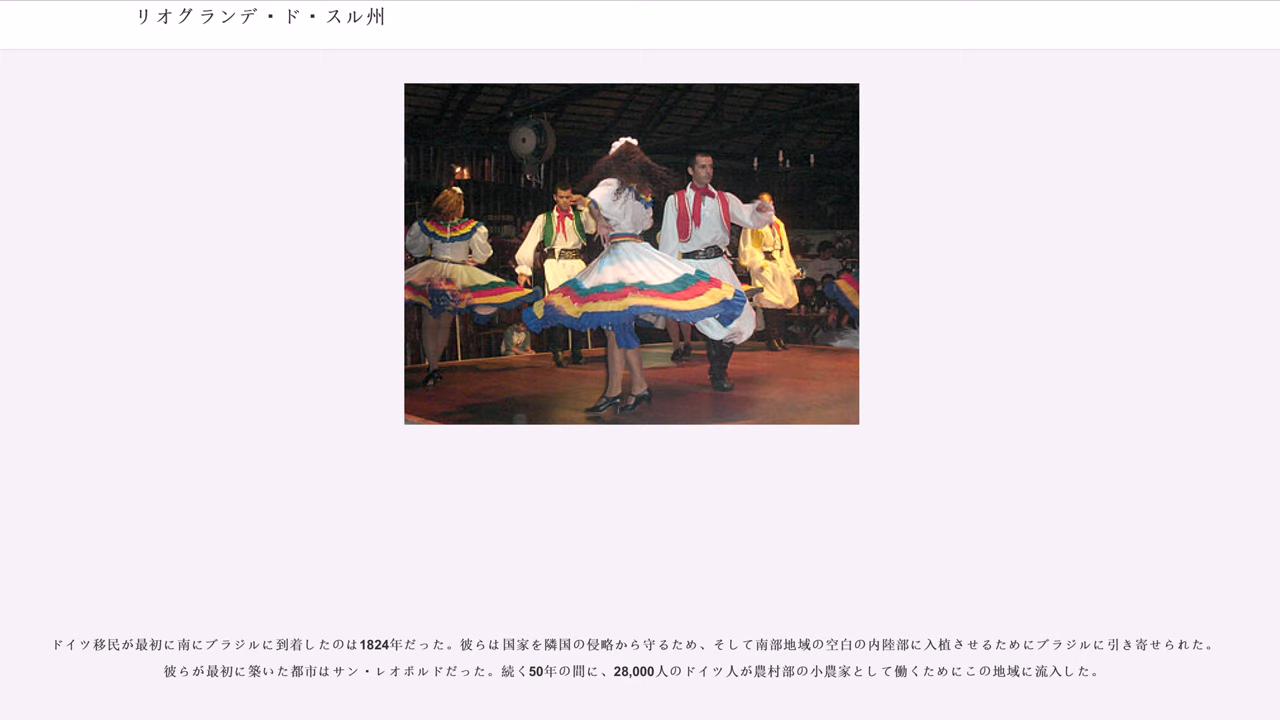 リオグランデ・ド・スル州
ドイツ移民が最初に南にブラジルに到着したのは1824年だった。彼らは国家を隣国の侵略から守るため、そして南部地域の空白の内陸部に入植させるためにブラジルに引き寄せられた。
彼らが最初に築いた都市はサン・レオポルドだった。続く50年の間に、28,000人のドイツ人が農村部の小農家として働くためにこの地域に流入した。